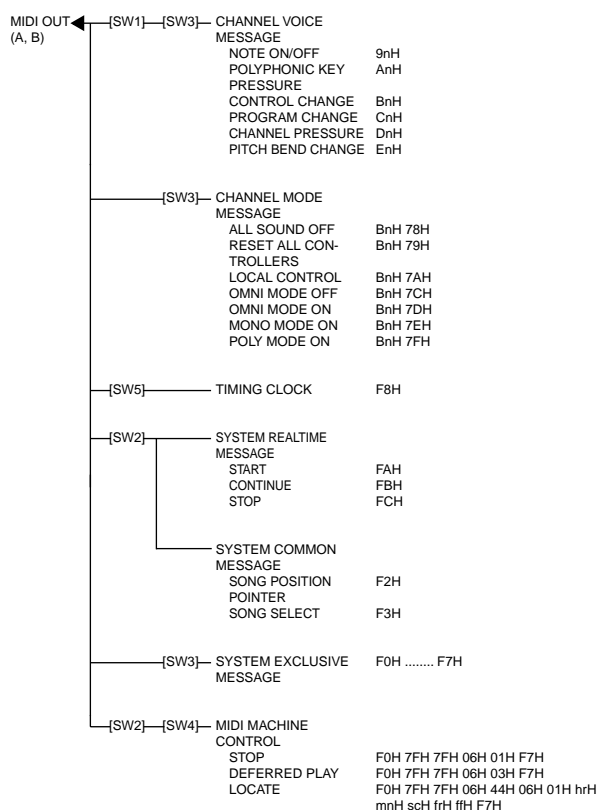 MIDI OUT [SW1] [SW3] CHANNEL VOICE
(A, B) MESSAGE
NOTE ON/OFF 9nH
POLYPHONIC KEY AnH
PRESSURE
CONTROL CHANGE BnH
PROGRAM CHANGE CnH
CHANNEL PRESSURE DnH
PITCH BEND CHANGE EnH
[SW3] CHANNEL MODE
MESSAGE
ALL SOUND OFF BnH 78H
RESET ALL CON- BnH 79H
TROLLERS
LOCAL CONTROL BnH 7AH
OMNI MODE OFF BnH 7CH
OMNI MODE ON BnH 7DH
MONO MODE ON BnH 7EH
POLY MODE ON BnH 7FH
[SW5] TIMING CLOCK F8H
[SW2] SYSTEM REALTIME
MESSAGE
START FAH
CONTINUE FBH
STOP FCH
SYSTEM COMMON
MESSAGE
SONG POSITION F2H
POINTER
SONG SELECT F3H
[SW3] SYSTEM EXCLUSIVE F0H ........ F7H
MESSAGE
[SW2] [SW4] MIDI MACHINE
CONTROL
STOP F0H 7FH 7FH 06H 01H F7H
DEFERRED PLAY F0H 7FH 7FH 06H 03H F7H
LOCATE F0H 7FH 7FH 06H 44H 06H 01H hrH
mnH scH frH ffH F7H